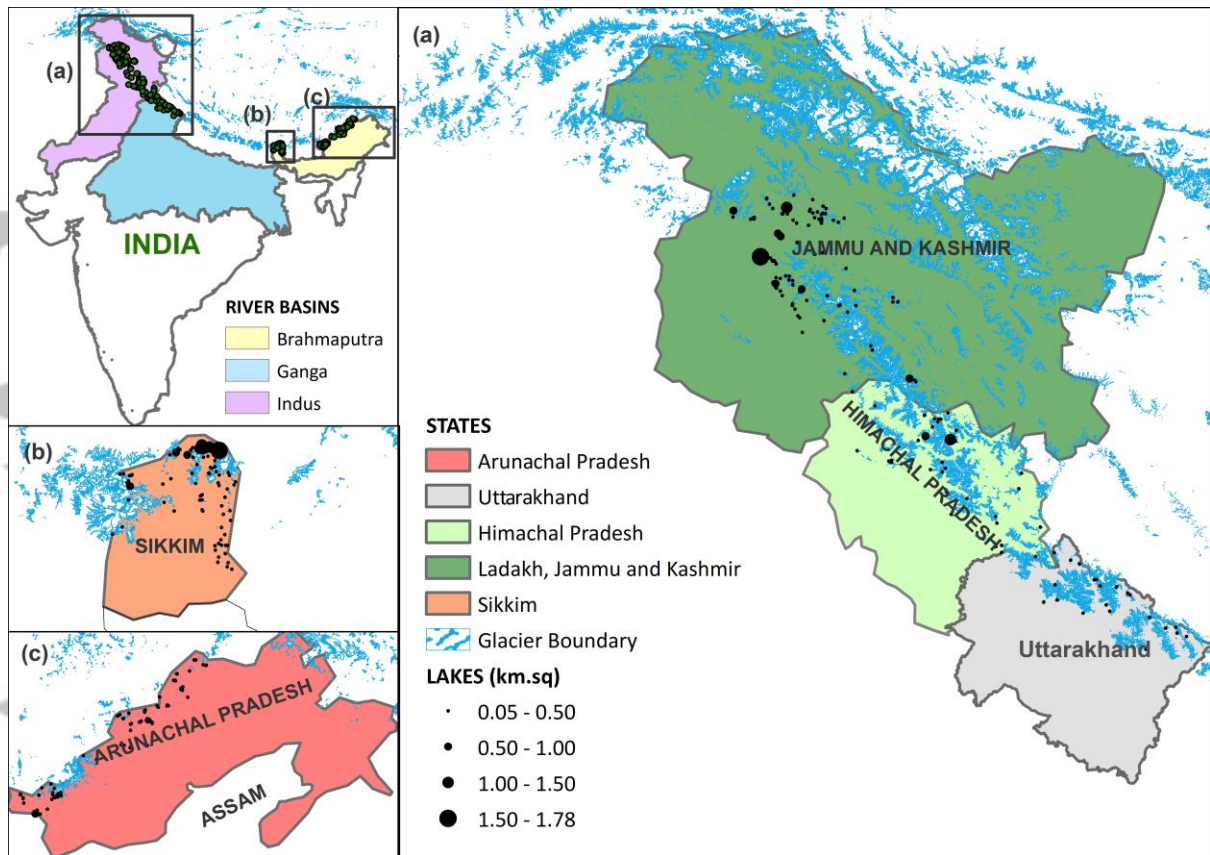 (a)
(b)
(c)
INDIA
RIVER BASINS
Brahmaputra
Ganga
Indus
(b)
SIKKIM
(c)
ARUNACHAL PRADESH
ASSAM
(a)
JAMMU AND KASHMIR
HIMACHAL PRADESH
Uttarakhand
STATES
Arunachal Pradesh
Uttarakhand
Himachal Pradesh
Ladakh, Jammu and Kashmir
Sikkim
Glacier Boundary
LAKES (km.sq)
0.05 - 0.50
0.50 - 1.00
1.00 - 1.50
1.50 - 1.78